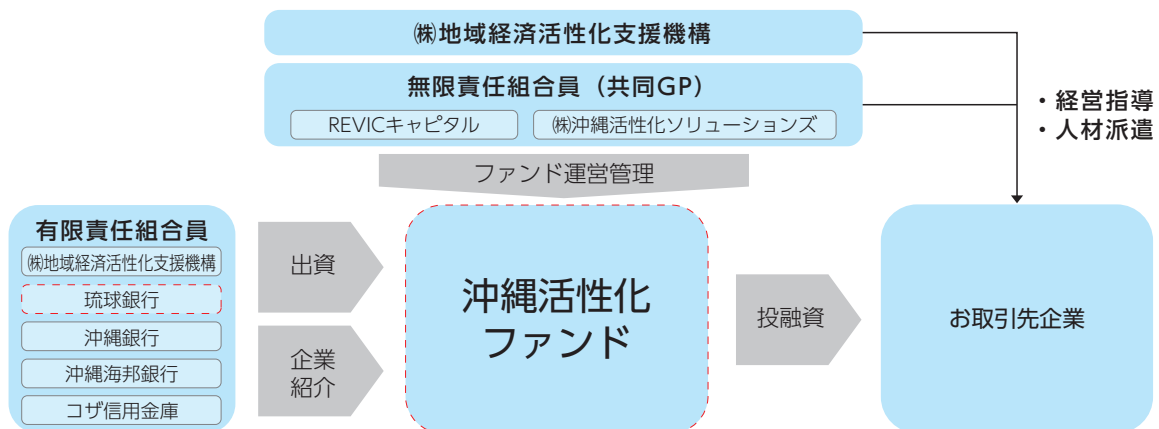 ㈱地域経済活性化支援機構
無限責任組合員（共同GP）
REVICキャピタル
㈱沖縄活性化ソリューションズ
・経営指導
・人材派遣
ファンド運営管理
有限責任組合員
㈱地域経済活性化支援機構
琉球銀行
沖縄銀行
沖縄海邦銀行
コザ信用金庫
出資
企業
紹介
沖縄活性化
ファンド
投融資
お取引先企業